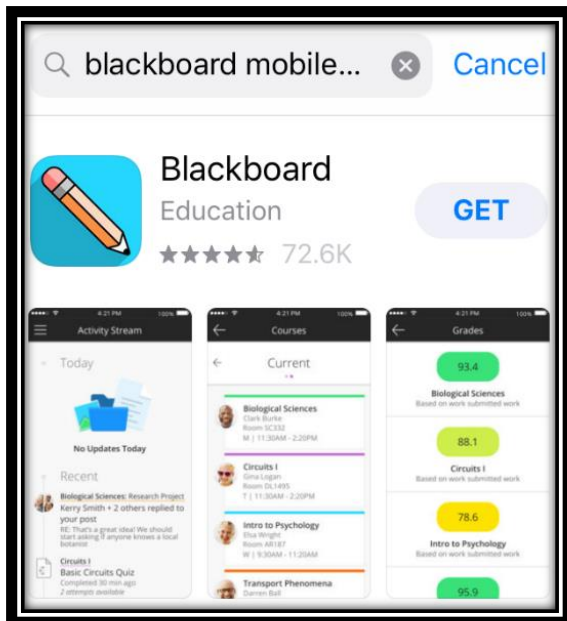 blackboard mobile...
Cancel
Blackboard
Education
GET
72.6K
4:21 PM
100%
Activity Stream
Today
No Updates Today
Recent
Biological Sciences: Research Project
Kerry Smith + 2 others replied to
your post
RE: That's a great idea! We should
start asking if anyone knows a local
botanist
Circuits I
Basic Circuits Quiz
Completed 30 min ago
2 attempts available
4:21 PM
100%
Courses
Current
Biological Sciences
Clark Burke
Room SC332
M | 11:30AM - 2:20PM
Circuits I
Gina Logan
Room DL1495
T | 11:30AM - 2:20PM
Intro to Psychology
Elsa Wright
Room AR187
W | 9:30AM - 11:20AM
Transport Phenomena
Darren Ball
4:21 PM
100%
Grades
93.4
Biological Sciences
Based on work submitted work
88.1
Circuits I
Based on work submitted work
78.6
Intro to Psychology
Based on work submitted work
95.9